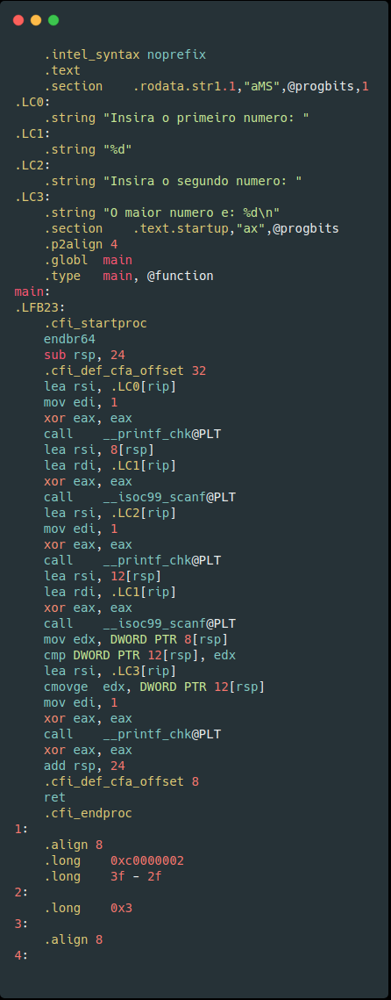 .intel_syntax noprefix
.text
.section    .rodata.str1.1,"aMS",@progbits,1
.LC0:
.string "Insira o primeiro numero: "
.LC1:
.string "%d"
.LC2:
.string "Insira o segundo numero: "
.LC3:
.string "O maior numero e: %d\n"
.section    .text.startup,"ax",@progbits
.p2align 4
.globl  main
.type   main, @function
main:
.LFB23:
.cfi_startproc
endbr64
sub rsp, 24
.cfi_def_cfa_offset 32
lea rsi, .LC0[rip]
mov edi, 1
xor eax, eax
call    __printf_chk@PLT
lea rsi, 8[rsp]
lea rdi, .LC1[rip]
xor eax, eax
call    __isoc99_scanf@PLT
lea rsi, .LC2[rip]
mov edi, 1
xor eax, eax
call    __printf_chk@PLT
lea rsi, 12[rsp]
lea rdi, .LC1[rip]
xor eax, eax
call    __isoc99_scanf@PLT
mov edx, DWORD PTR 8[rsp]
cmp DWORD PTR 12[rsp], edx
lea rsi, .LC3[rip]
cmovge  edx, DWORD PTR 12[rsp]
mov edi, 1
xor eax, eax
call    __printf_chk@PLT
xor eax, eax
add rsp, 24
.cfi_def_cfa_offset 8
ret
.cfi_endproc
1:
.align 8
.long    0xc0000002
.long    3f - 2f
2:
.long    0x3
3:
.align 8
4: